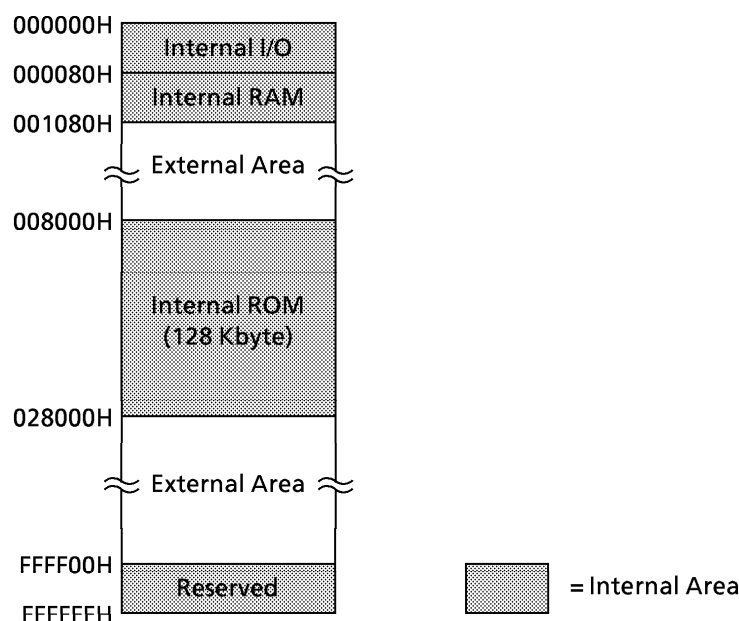 000000H
Internal I/O
000080H
Internal RAM
001080H
External Area
008000H
Internal ROM
(128 Kbyte)
028000H
External Area
FFFF00H
Reserved
= Internal Area
FFFFFFH